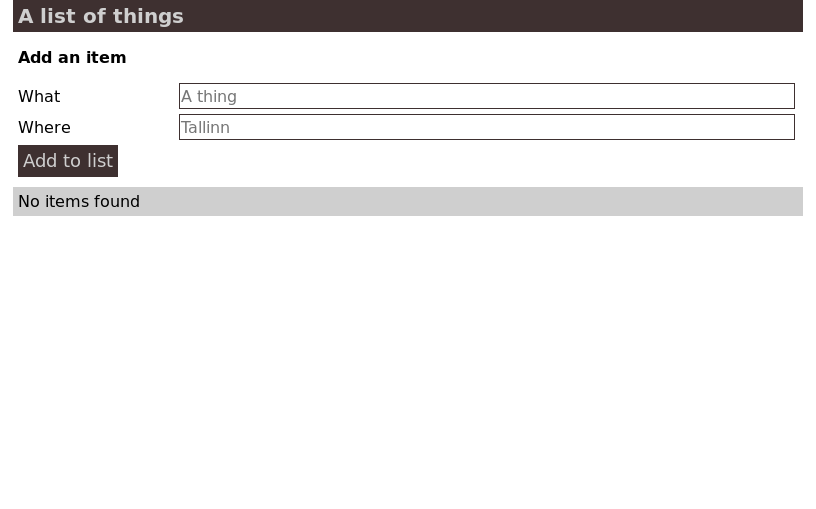 A list of things
Add an item
What A thing
Where Tallinn
Add to list
No items found